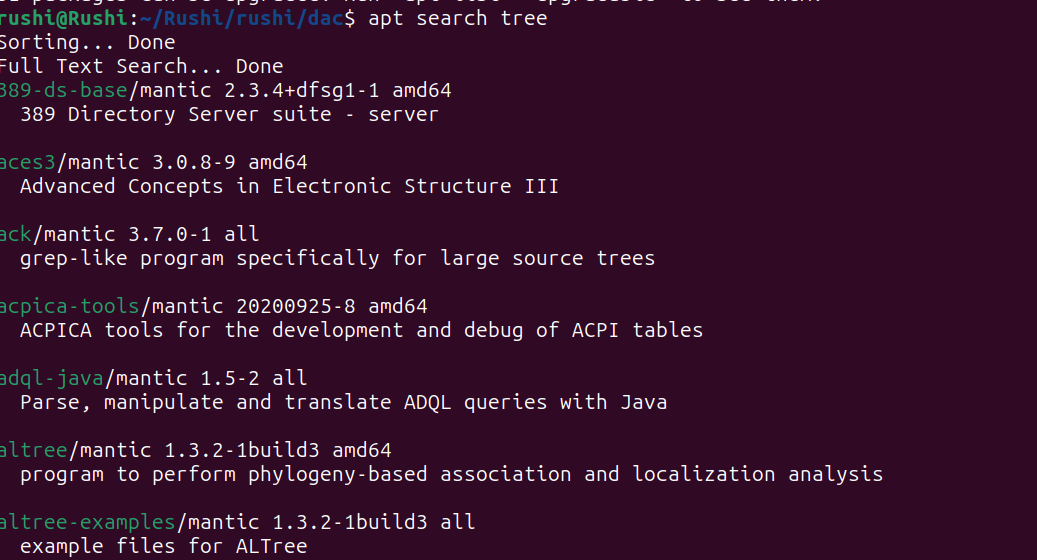 rushi@Rushi:~/Rushi/rushi/dac$ apt search tree
Sorting... Done
Full Text Search... Done
389-ds-base/mantic 2.3.4+dfsg1-1 amd64
389 Directory Server suite - server
aces3/mantic 3.0.8-9 amd64
Advanced Concepts in Electronic Structure III
ack/mantic 3.7.0-1 all
grep-like program specifically for large source trees
acpica-tools/mantic 20200925-8 amd64
ACPICA tools for the development and debug of ACPI tables
adql-java/mantic 1.5-2 all
Parse, manipulate and translate ADQL queries with Java
altree/mantic 1.3.2-1build3 amd64
program to perform phylogeny-based association and localization analysis
altree-examples/mantic 1.3.2-1build3 all
example files for ALTree